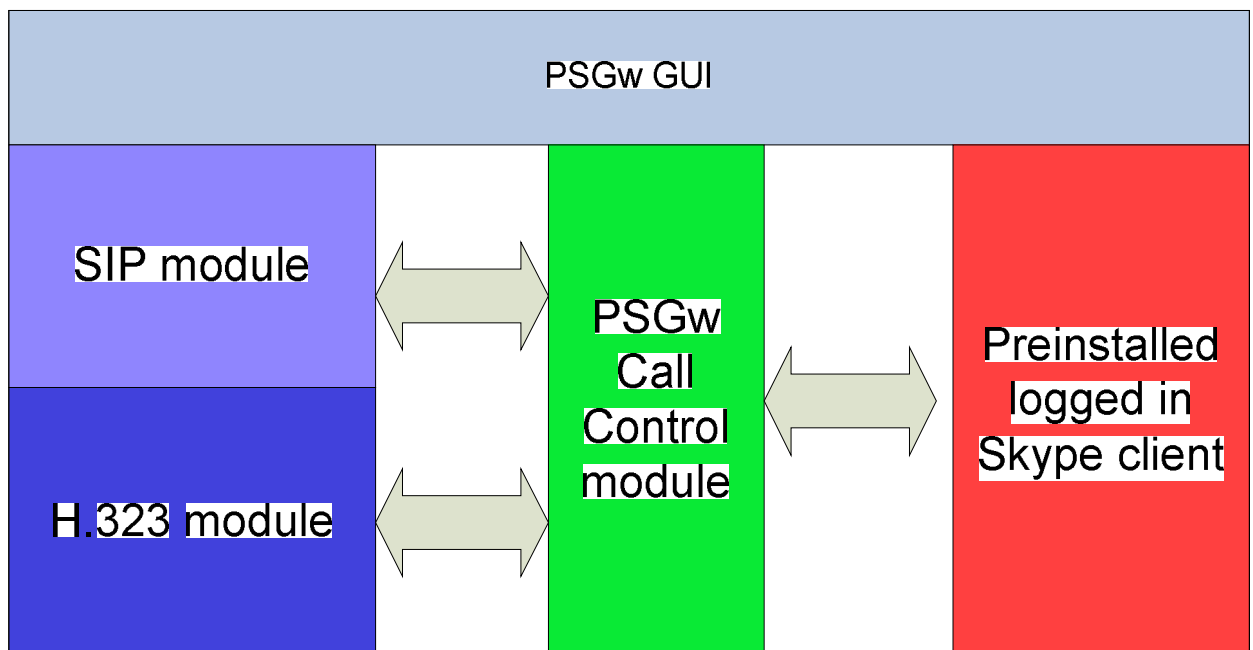 PSGw GUI
SIP module
H.323 module
PSGw
Call
Control
module
Preinstalled
logged in
Skype client